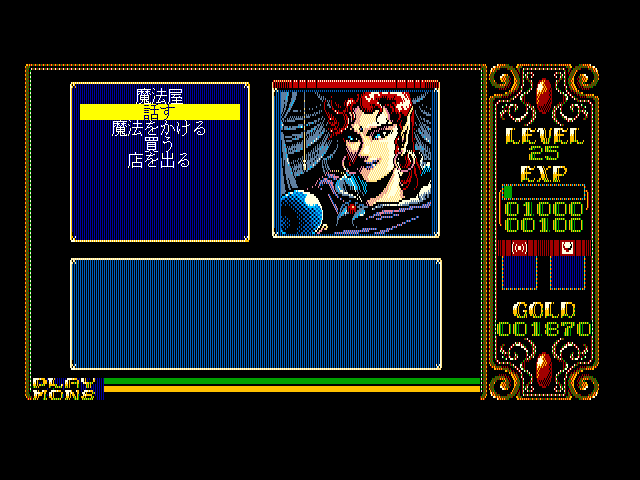 魔法屋
話す
魔法をかける
買う
店を出る
LEVEL
25
EXP
01000
00100
GOLD
001870
PLAY
MONS